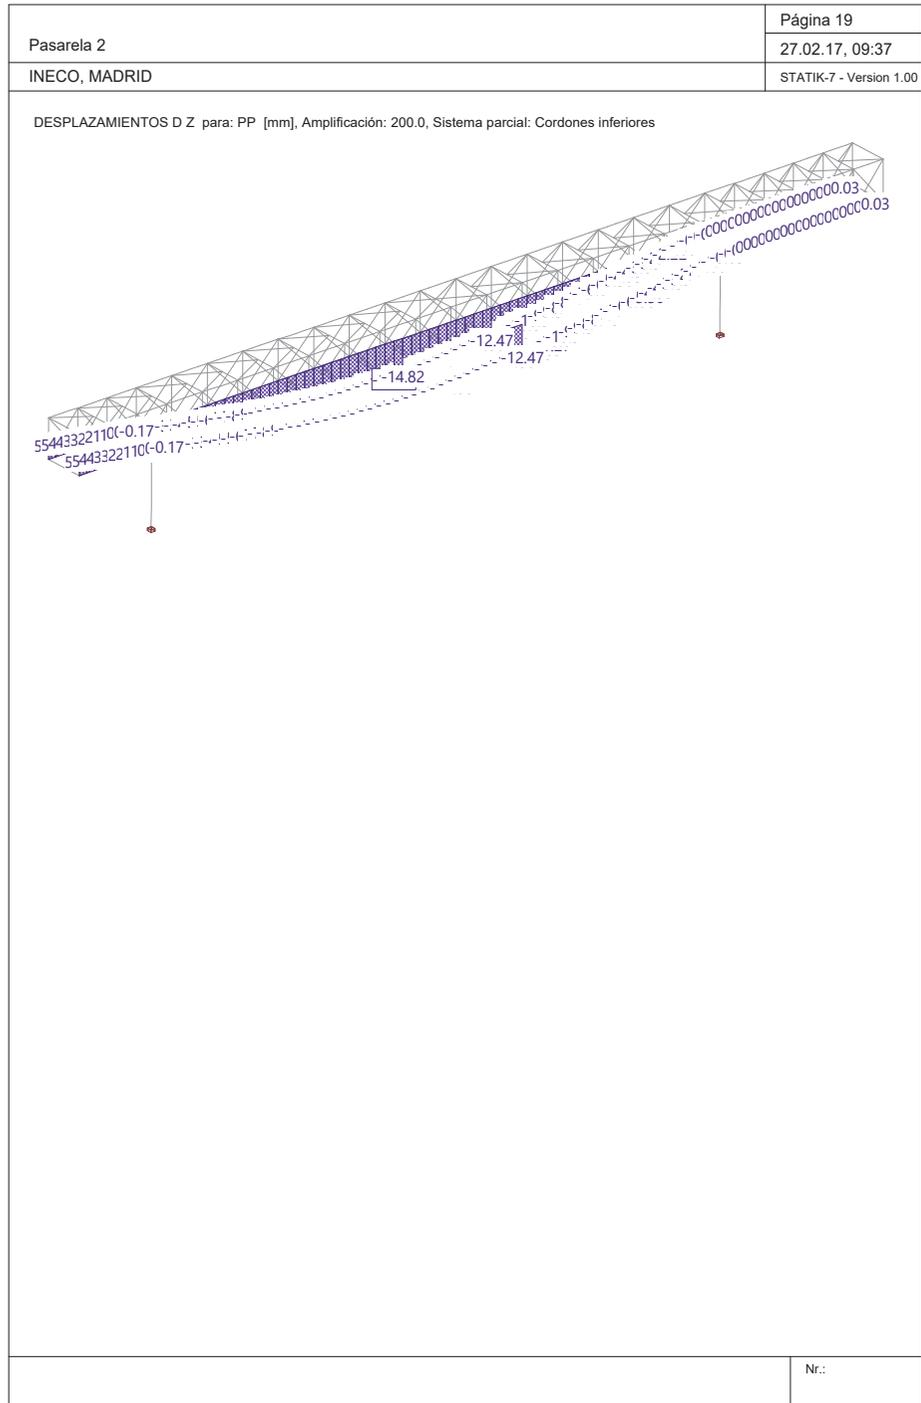 Pasarela 2
Página 19
27.02.17, 09:37
INECO, MADRID
STATIK-7 - Version 1.00
DESPLAZAMIENTOS D Z para: PP [mm], Amplificación: 200.0, Sistema parcial: Cordones inferiores
0.03
0.03
-12.47
-12.47
-14.82
-0.17
-0.17
Nr.: